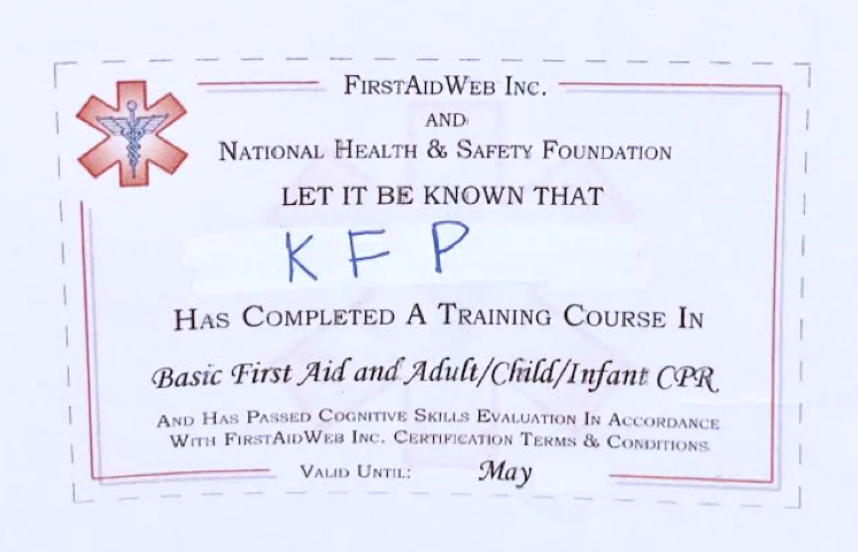 FIRSTAIDWEB INC.
AND
NATIONAL HEALTH & SAFETY FOUNDATION
LET IT BE KNOWN THAT
K F P
HAS COMPLETED A TRAINING COURSE IN
Basic First Aid and Adult/Child/Infant CPR
AND HAS PASSED COGNITIVE SKILLS EVALUATION IN ACCORDANCE
WITH FIRSTAIDWEB INC. CERTIFICATION TERMS & CONDITIONS
VALID UNTIL: May